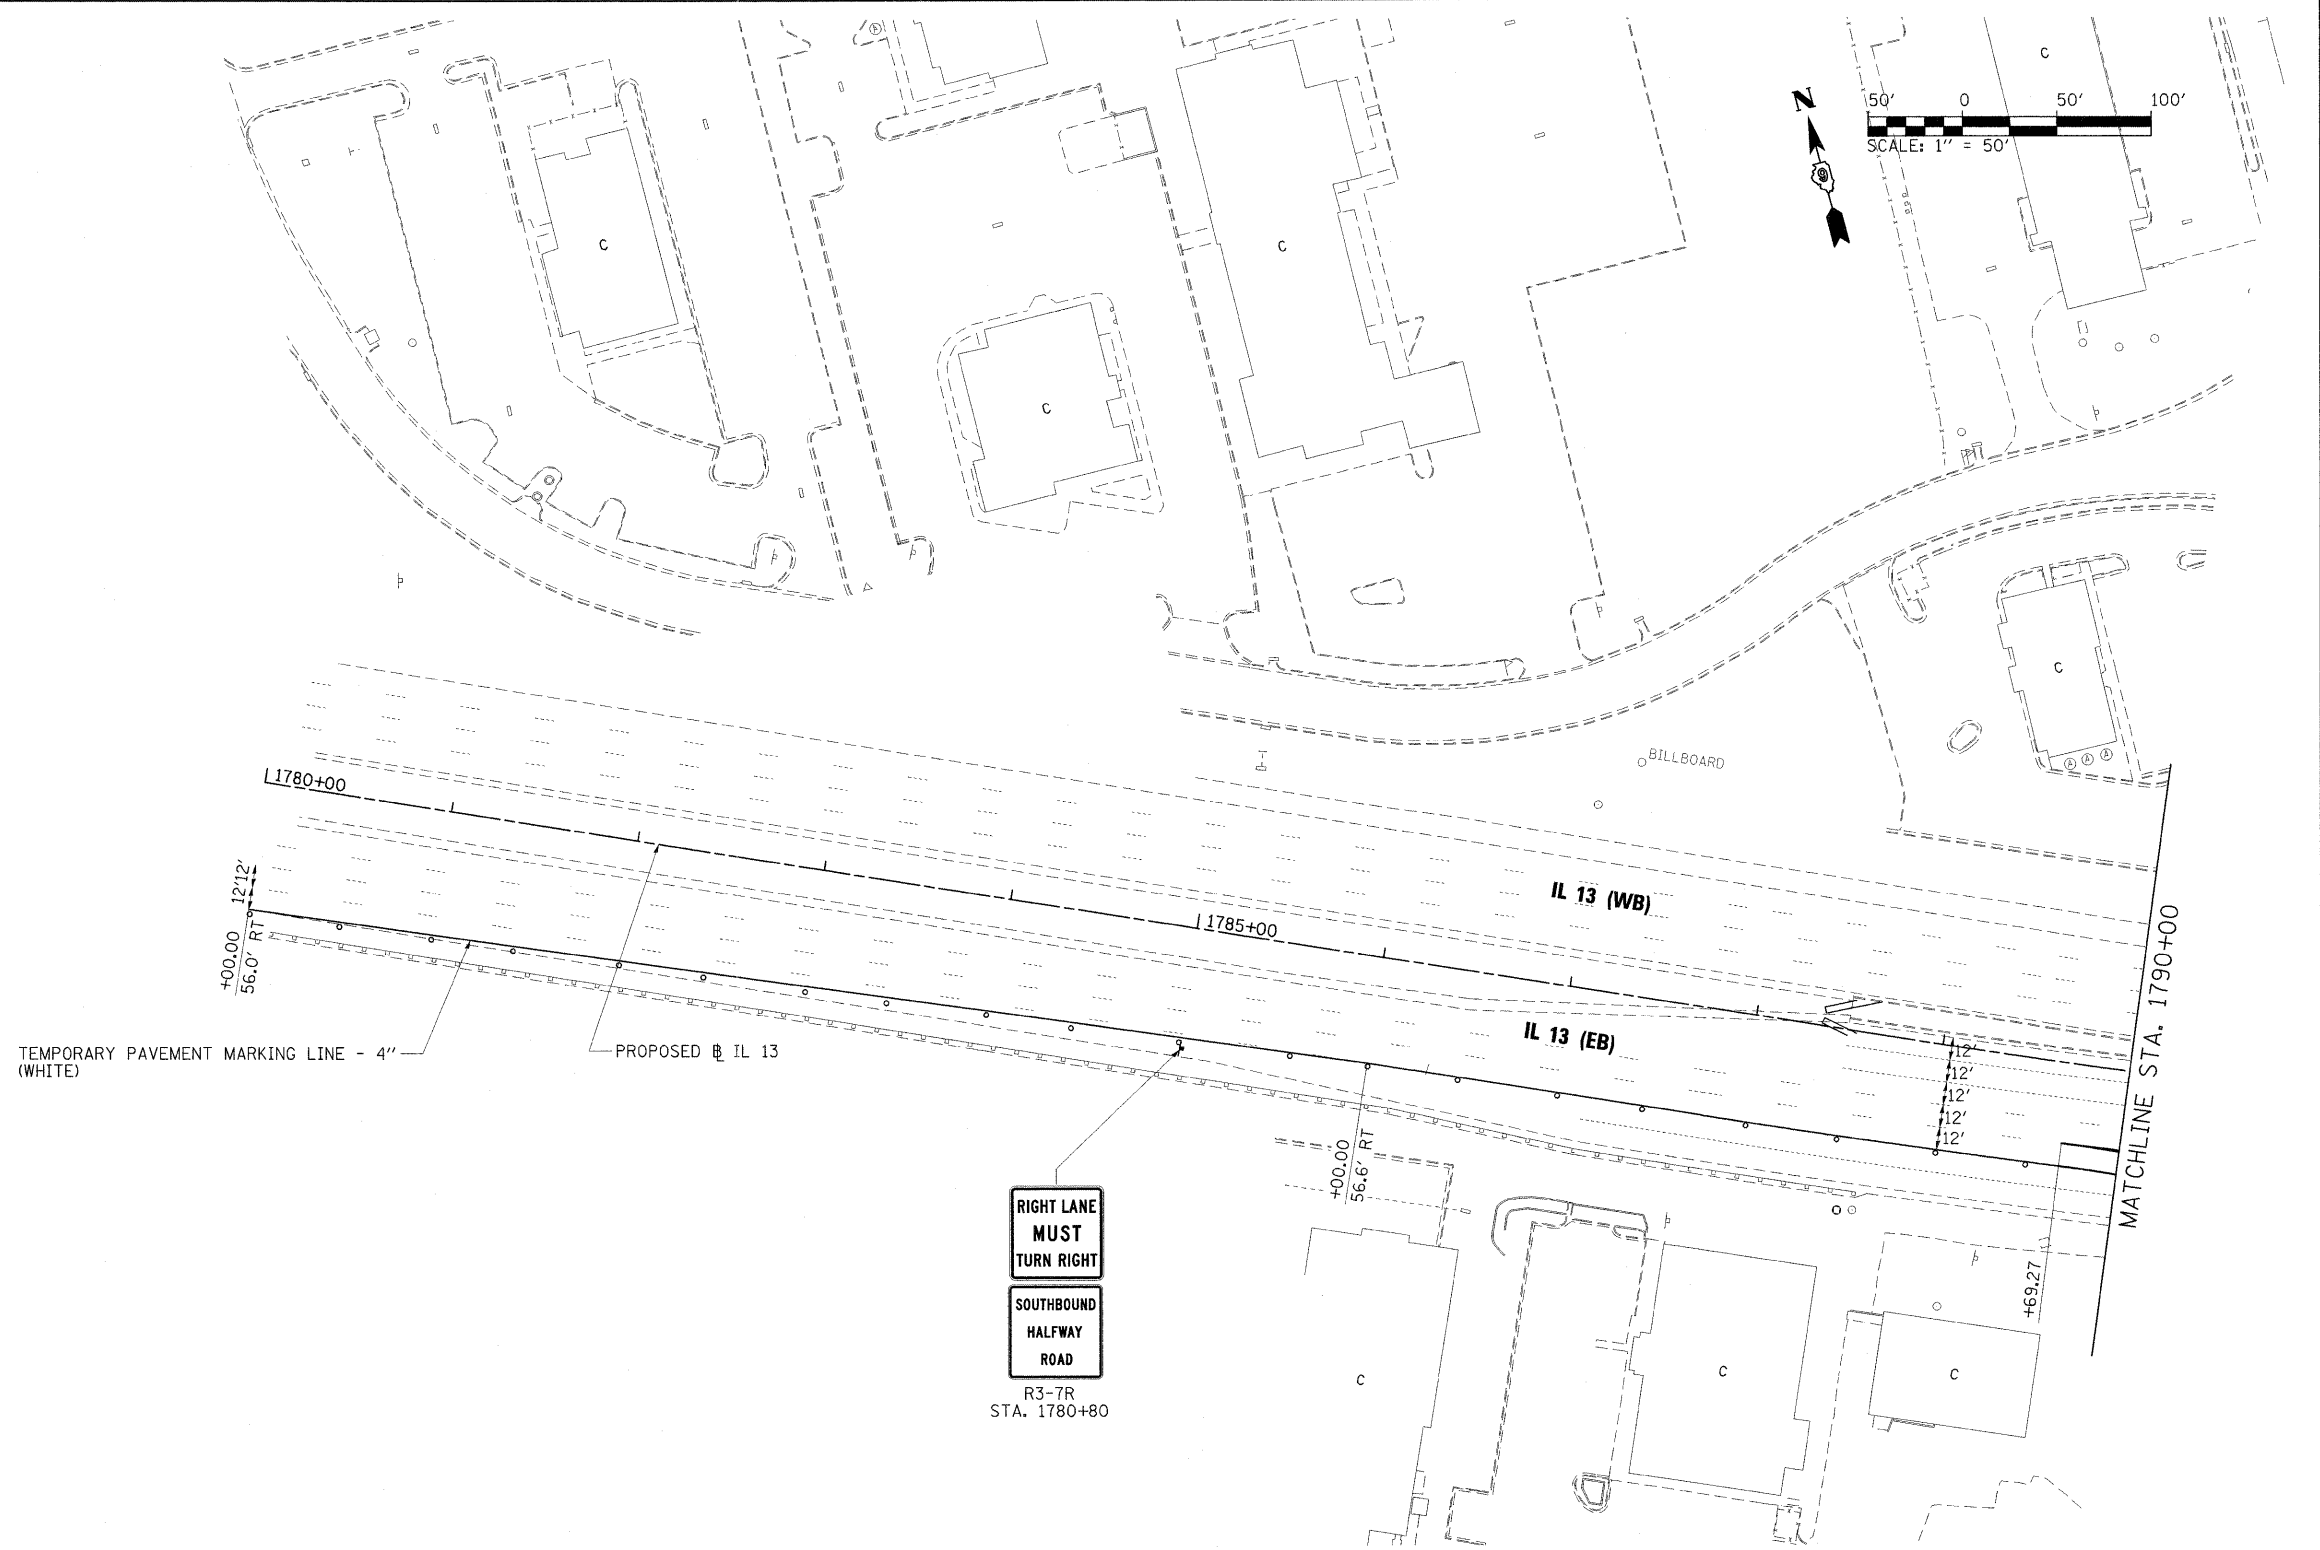 C
N
50' 0 50' 100'
SCALE: 1" = 50'
9
C
C
C
C
BILLBOARD
1780+00
12' 12'
+00.00
56.0' RT
IL 13 (WB)
1785+00
IL 13 (EB)
12'
12'
12'
12'
12'
MATCHLINE STA. 1790+00
TEMPORARY PAVEMENT MARKING LINE - 4"
(WHITE)
PROPOSED ℄ IL 13
+00.00
56.6' RT
RIGHT LANE
MUST
TURN RIGHT
SOUTHBOUND
HALFWAY
ROAD
R3-7R
STA. 1780+80
+69.27
C
C
C